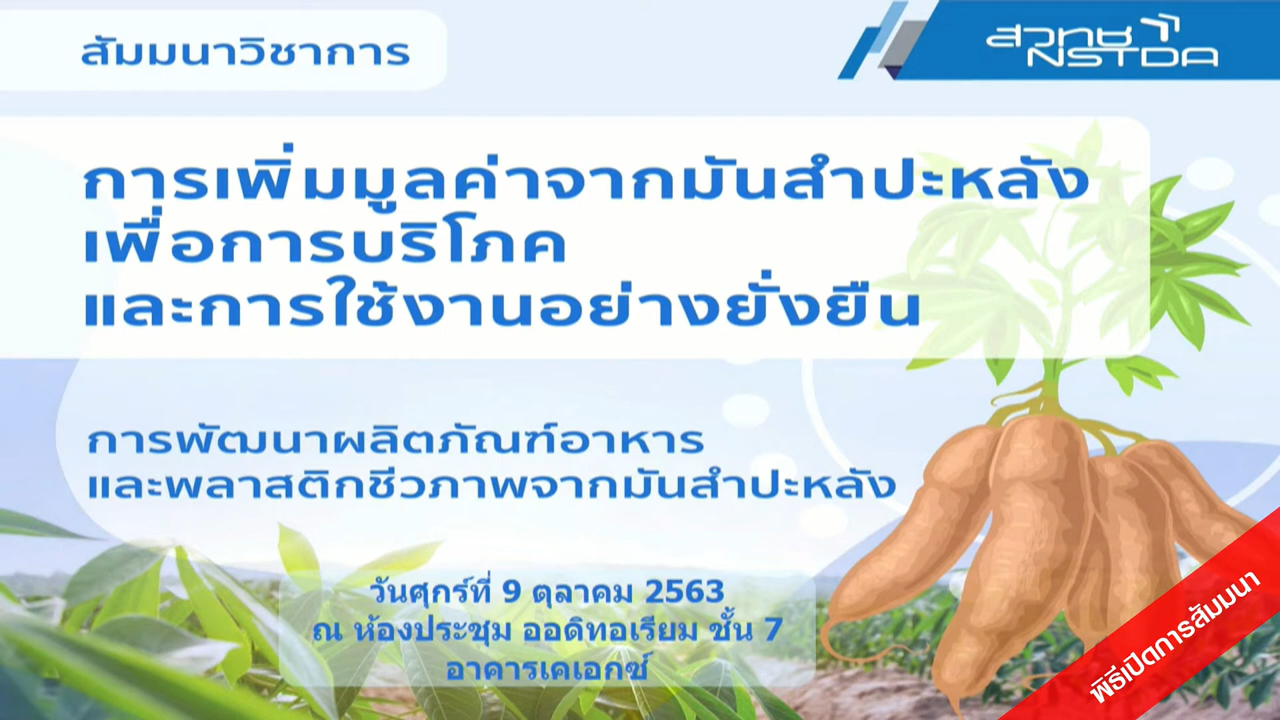 สัมมนาวิชาการ
สวทช
NSTDA
การเพิ่มมูลค่าจากมันสำปะหลัง
เพื่อการบริโภค
และการใช้งานอย่างยั่งยืน
การพัฒนาผลิตภัณฑ์อาหาร
และพลาสติกชีวภาพจากมันสำปะหลัง
วันศุกร์ที่ 9 ตุลาคม 2563
ณ ห้องประชุม ออดิทอเรียม ชั้น 7
อาคารเคเอกซ์
พิธีเปิดการสัมมนา